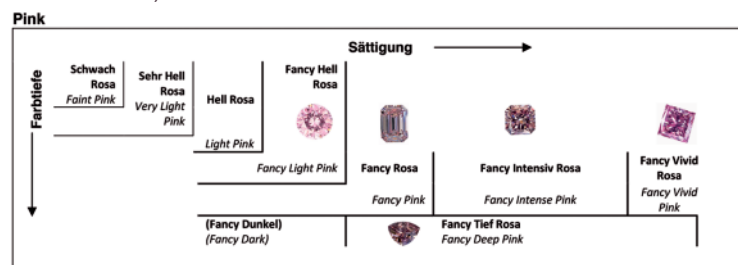 Pink
Sättigung
Farbtiefe
Schwach
Rosa
Faint Pink
Sehr Hell
Rosa
Very Light
Pink
Hell Rosa
Light Pink
Fancy Hell
Rosa
Fancy Light Pink
Fancy Rosa
Fancy Pink
Fancy Intensiv Rosa
Fancy Intense Pink
Fancy Vivid
Rosa
Fancy Vivid
Pink
(Fancy Dunkel)
(Fancy Dark)
Fancy Tief Rosa
Fancy Deep Pink